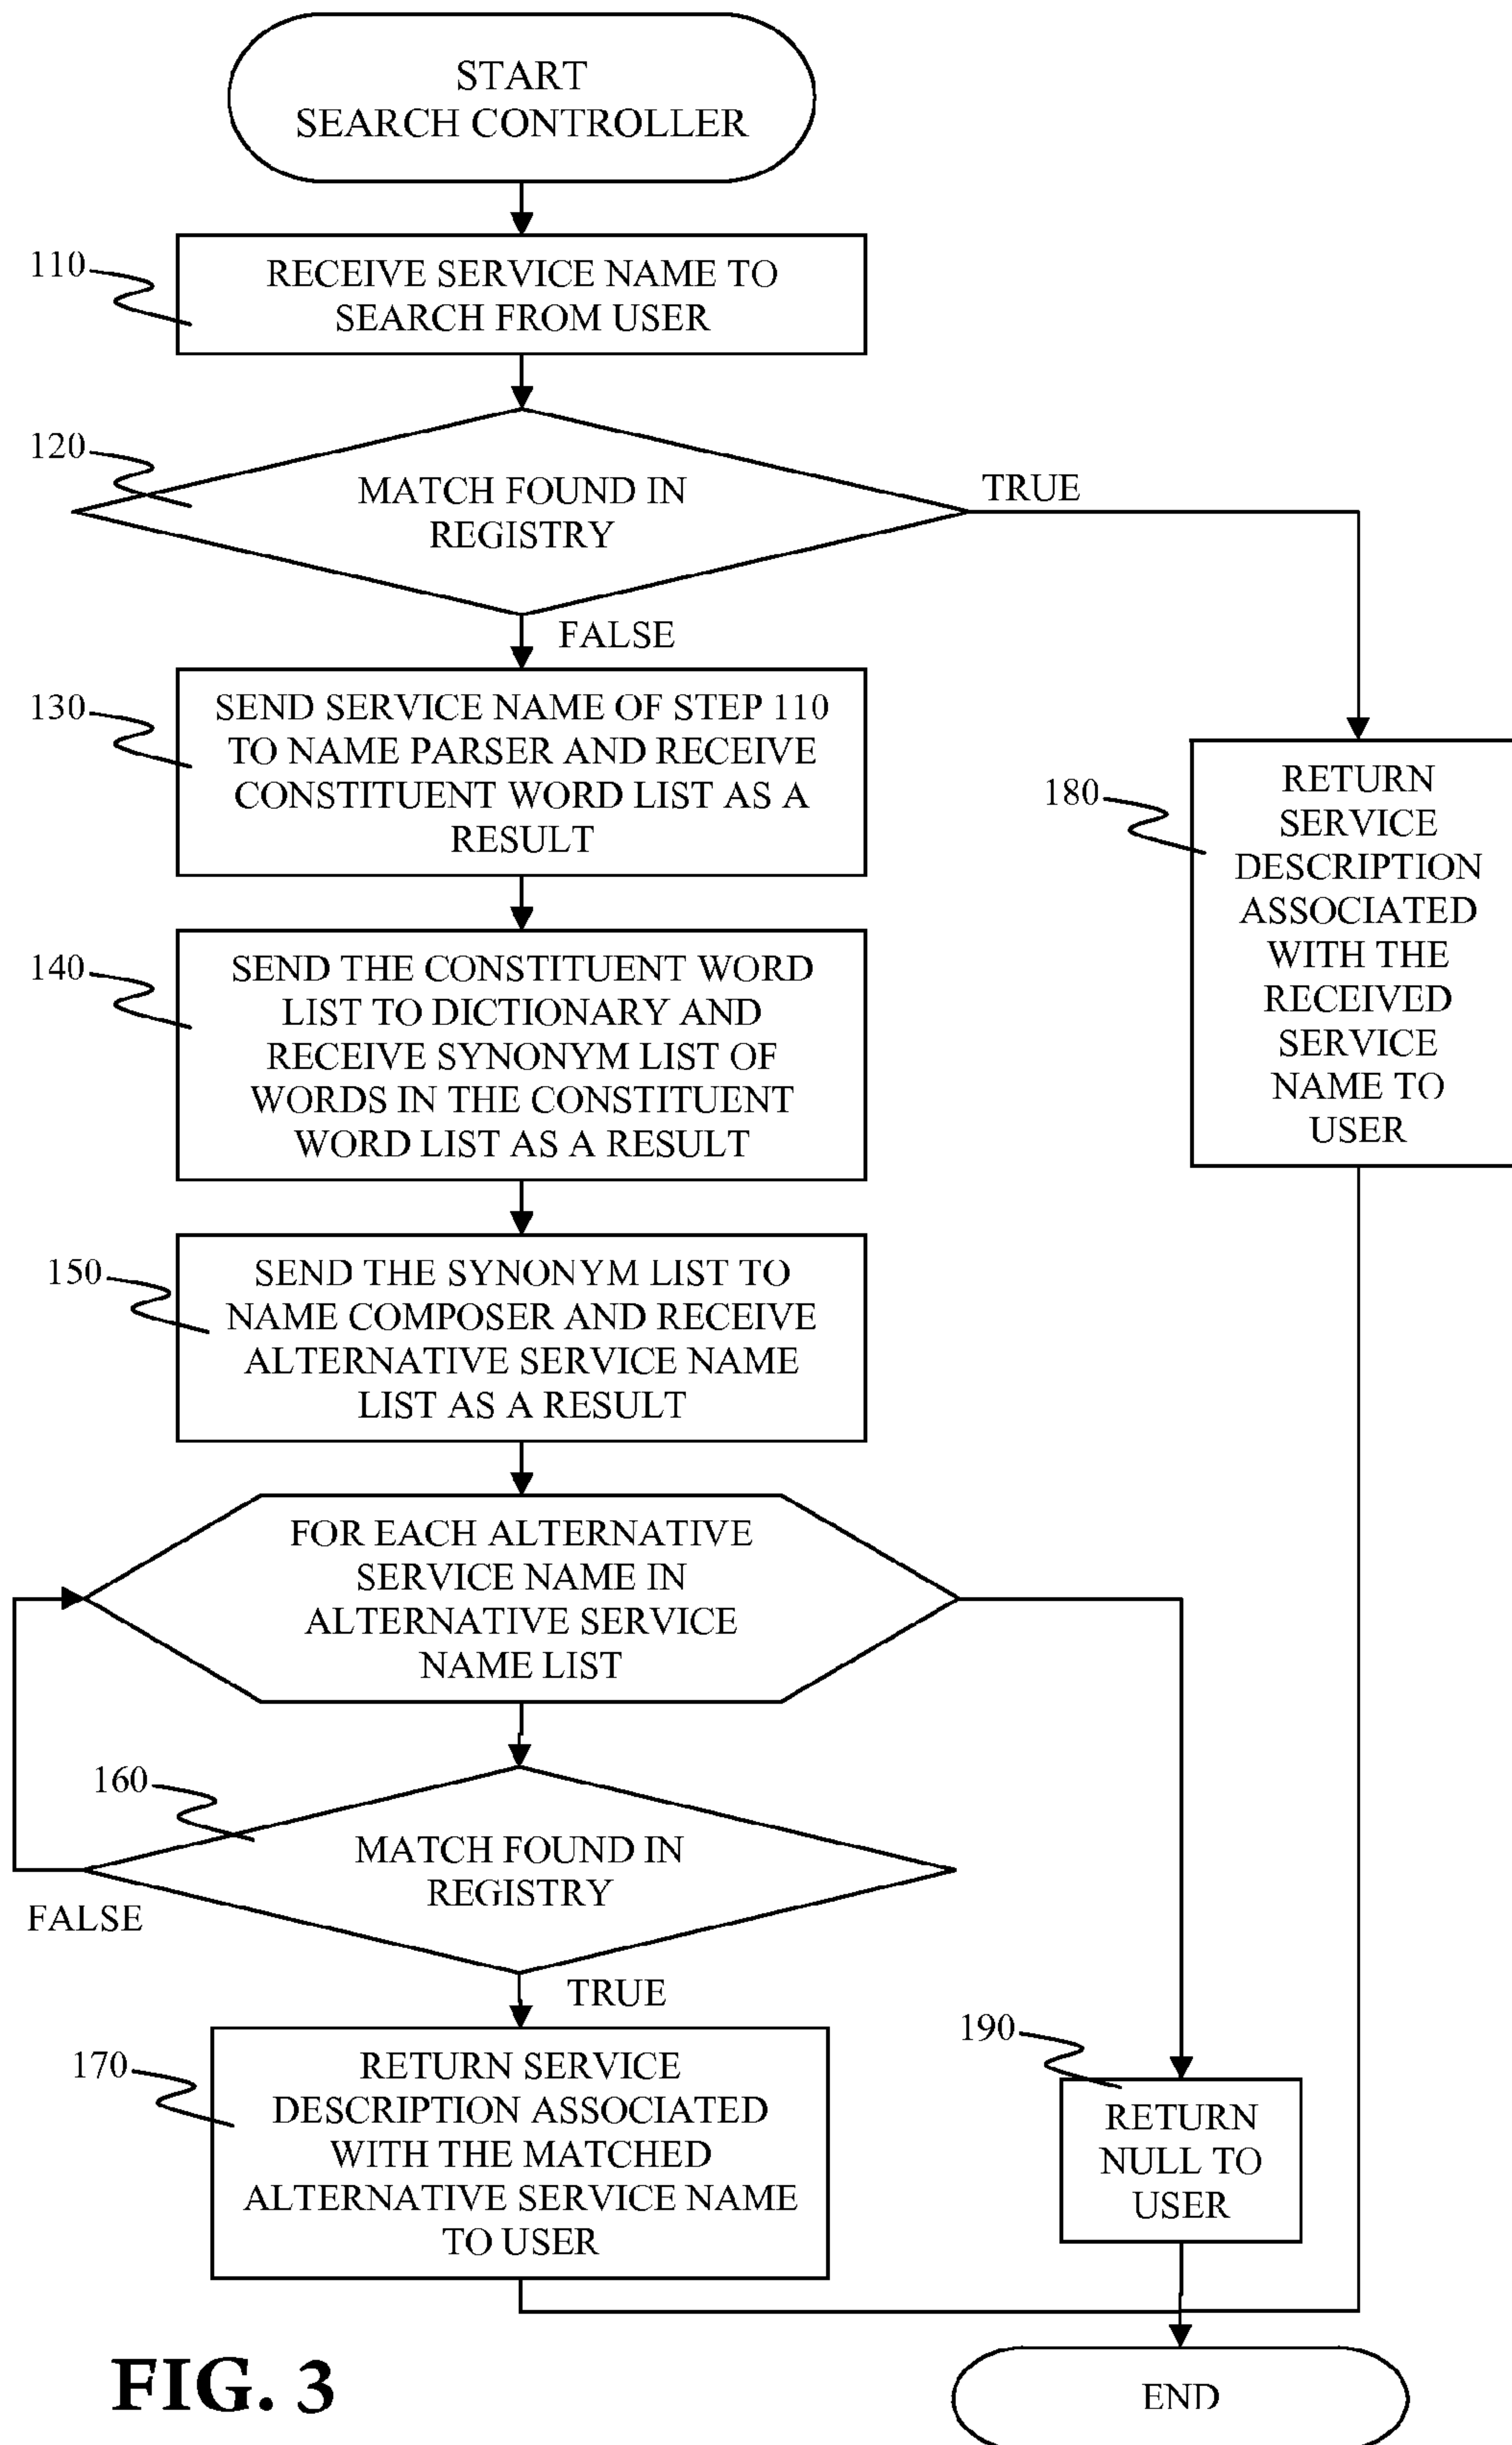 START
SEARCH CONTROLLER
110
RECEIVE SERVICE NAME TO
SEARCH FROM USER
120
MATCH FOUND IN
REGISTRY
TRUE
FALSE
130
SEND SERVICE NAME OF STEP 110
TO NAME PARSER AND RECEIVE
CONSTITUENT WORD LIST AS A
RESULT
180
RETURN
SERVICE
DESCRIPTION
ASSOCIATED
WITH THE
RECEIVED
SERVICE
NAME TO
USER
140
SEND THE CONSTITUENT WORD
LIST TO DICTIONARY AND
RECEIVE SYNONYM LIST OF
WORDS IN THE CONSTITUENT
WORD LIST AS A RESULT
150
SEND THE SYNONYM LIST TO
NAME COMPOSER AND RECEIVE
ALTERNATIVE SERVICE NAME
LIST AS A RESULT
FOR EACH ALTERNATIVE
SERVICE NAME IN
ALTERNATIVE SERVICE
NAME LIST
160
MATCH FOUND IN
REGISTRY
FALSE
TRUE
170
RETURN SERVICE
DESCRIPTION ASSOCIATED
WITH THE MATCHED
ALTERNATIVE SERVICE NAME
TO USER
190
RETURN
NULL TO
USER
FIG. 3
END